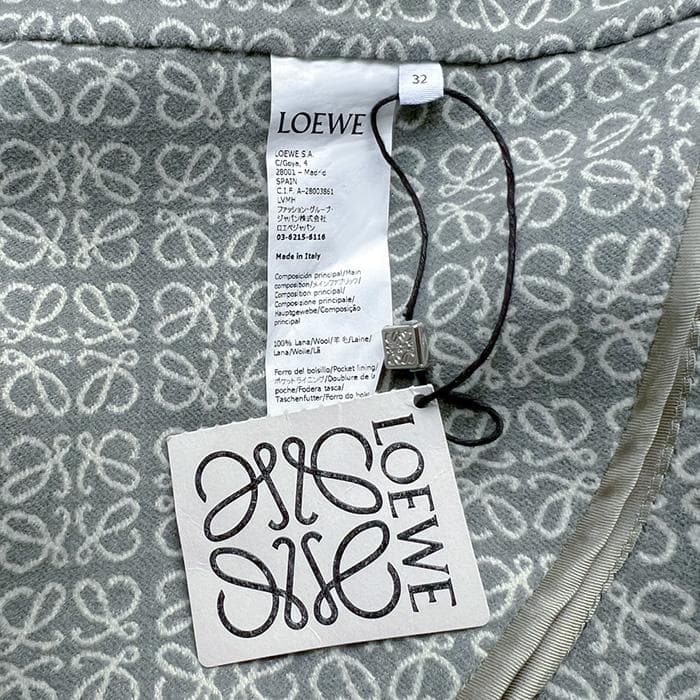 32
LOEWE
LOEWE S.A.
C/Goya, 4
28001 – Madrid
SPAIN
C.I.F. A-28003861
LVMH
ファッション・グループ・
ジャパン株式会社
ロエベジャパン
03-6215-6116
Made in Italy
Composición principal/Main
composition/メインファブリック/
Composition principal/
Composizione principale/
Hauptgewebe/Composição
principal
100% Lana/Wool/羊毛/Laine/
Lana/Wolle/Lã
Forro del bolsillo/Pocket lining/
ポケットライニング/Doublure de la
poche/Fodera tasca/
Taschenfutter/Forro do
LOEWE